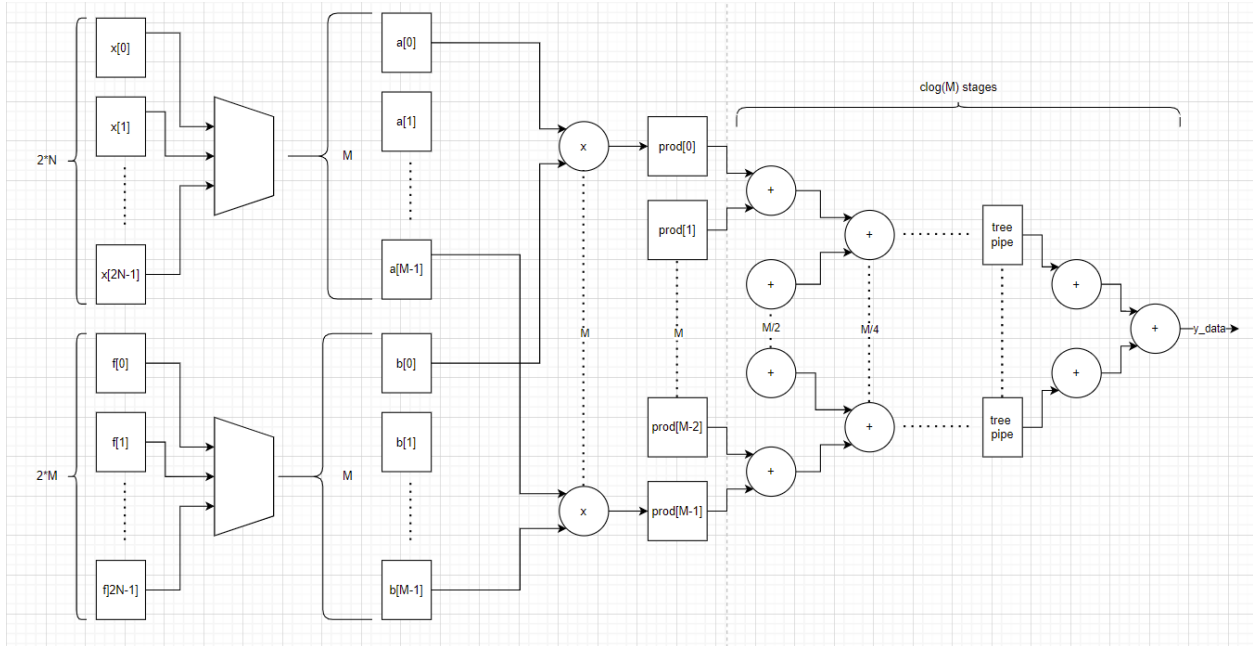 2*N
x[0]
x[1]
x[2N-1]
M
a[0]
a[1]
a[M-1]
2*M
f[0]
f[1]
f]2N-1]
M
b[0]
b[1]
b[M-1]
x
M
x
prod[0]
prod[1]
M
prod[M-2]
prod[M-1]
clog(M) stages
+
+
M/2
+
+
+
M/4
+
tree
pipe
tree
pipe
+
+
+
y_data